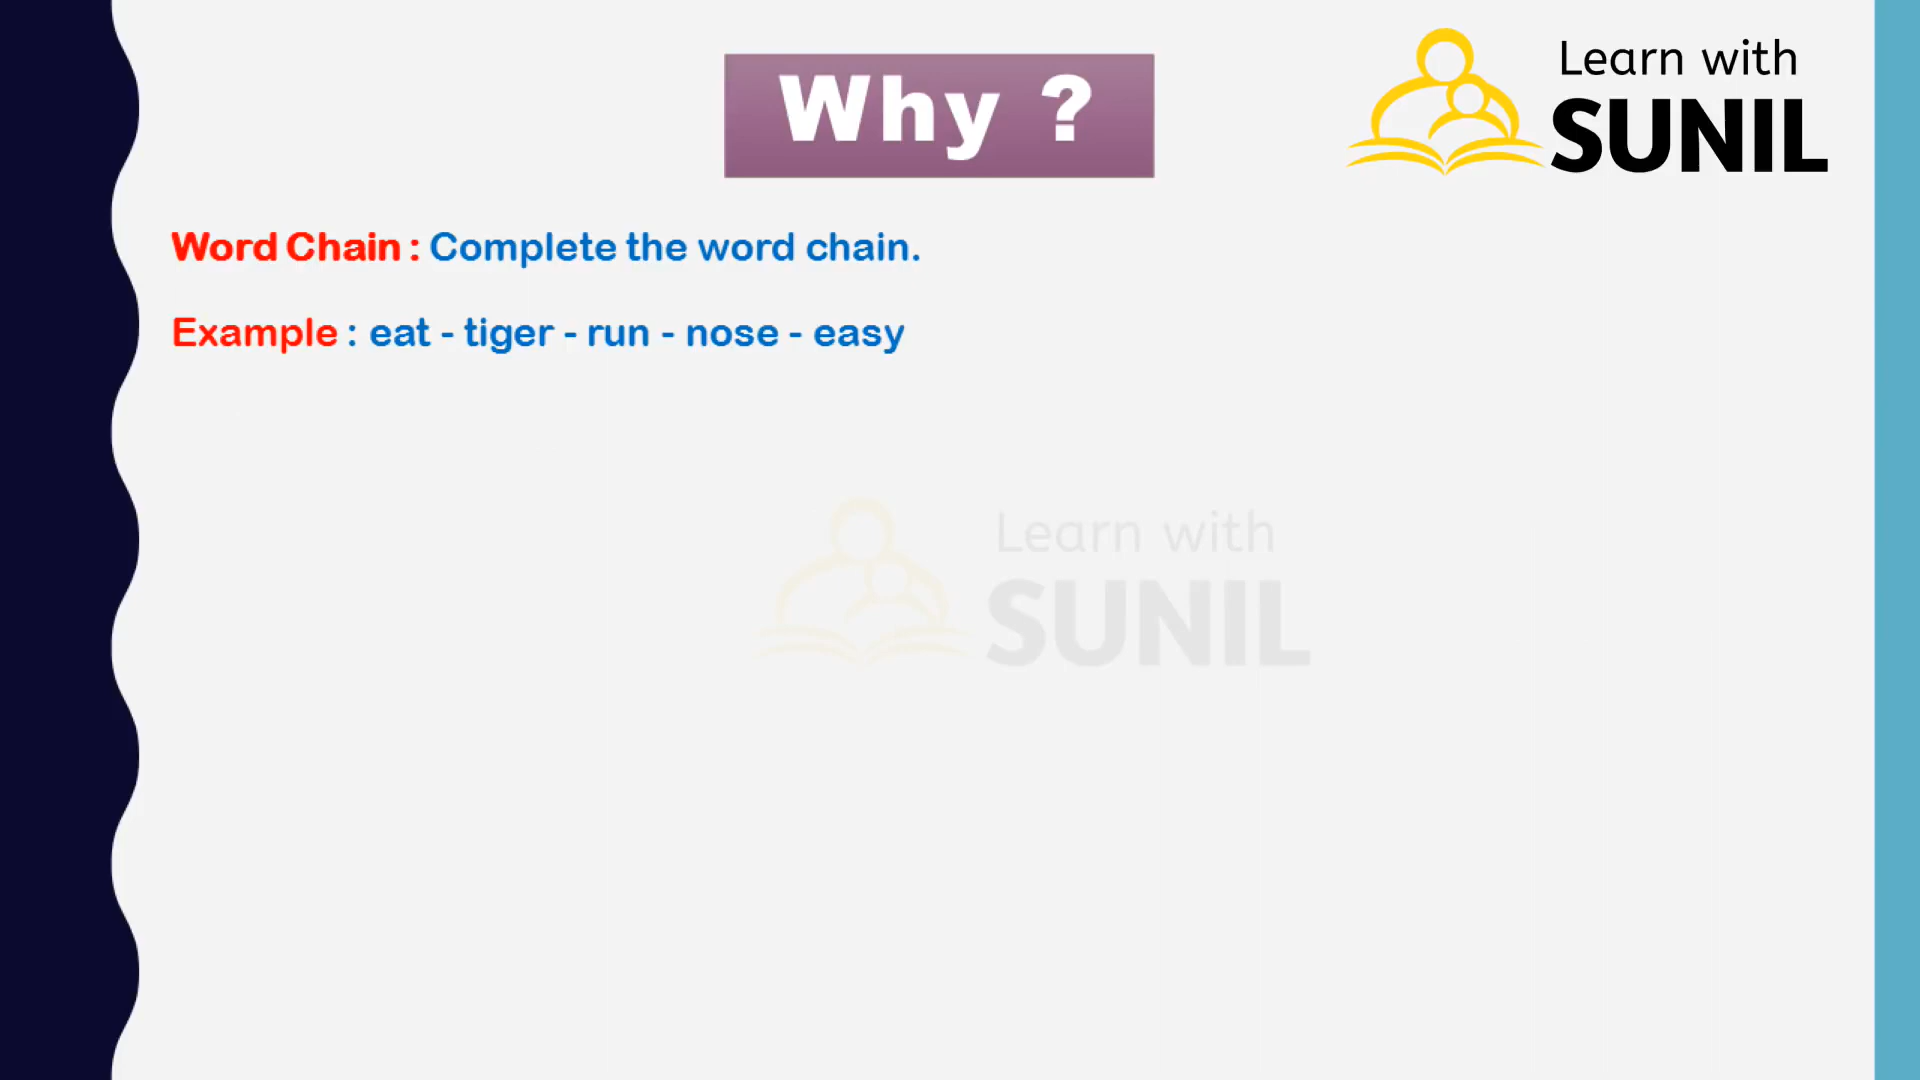 Why ?
Learn with
SUNIL
Word Chain : Complete the word chain.
Example : eat - tiger - run - nose - easy
Learn with
SUNIL